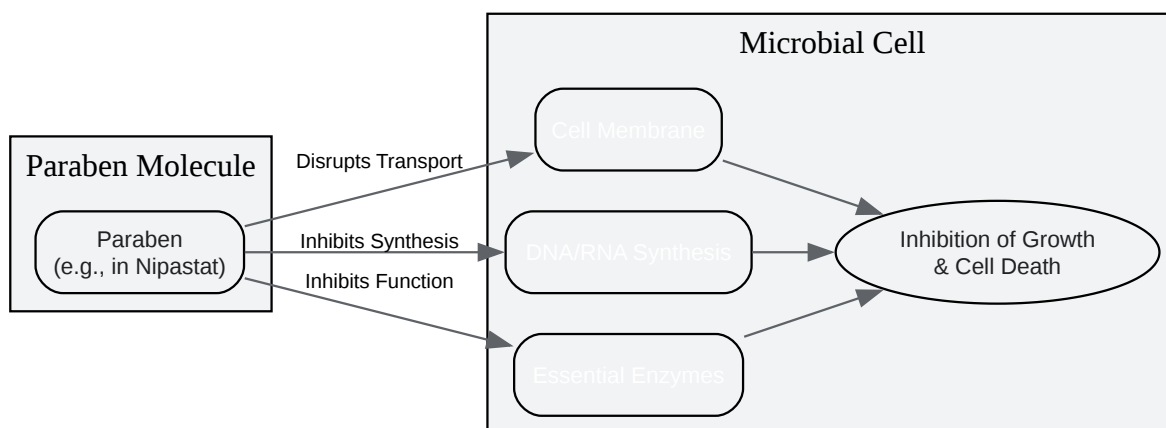 Microbial Cell
Cell Membrane
Paraben Molecule
Disrupts Transport
Paraben
(e.g., in Nipastat)
Inhibits Synthesis
DNA/RNA Synthesis
Inhibition of Growth
& Cell Death
Inhibits Function
Essential Enzymes